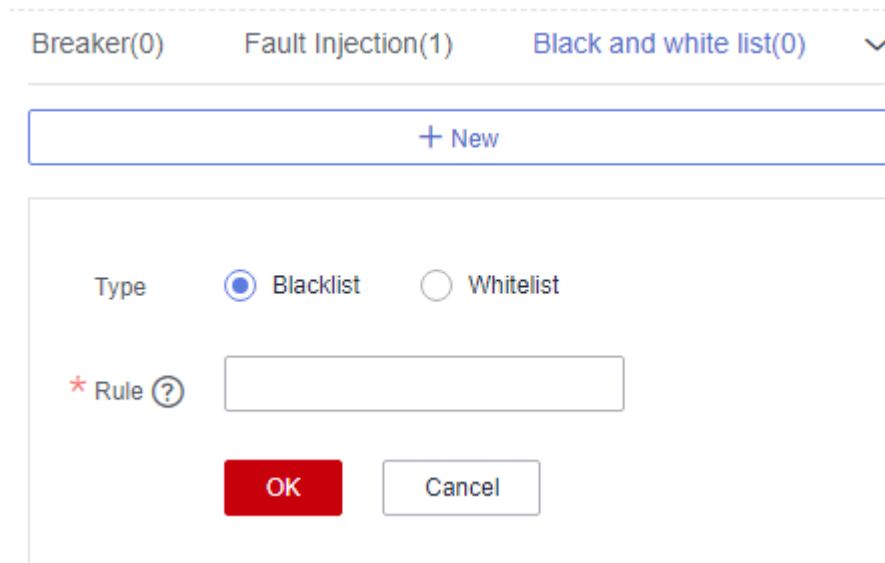 Breaker(0) Fault Injection(1) Black and white list(0)
+ New
Type Blacklist Whitelist
* Rule ?
OK Cancel